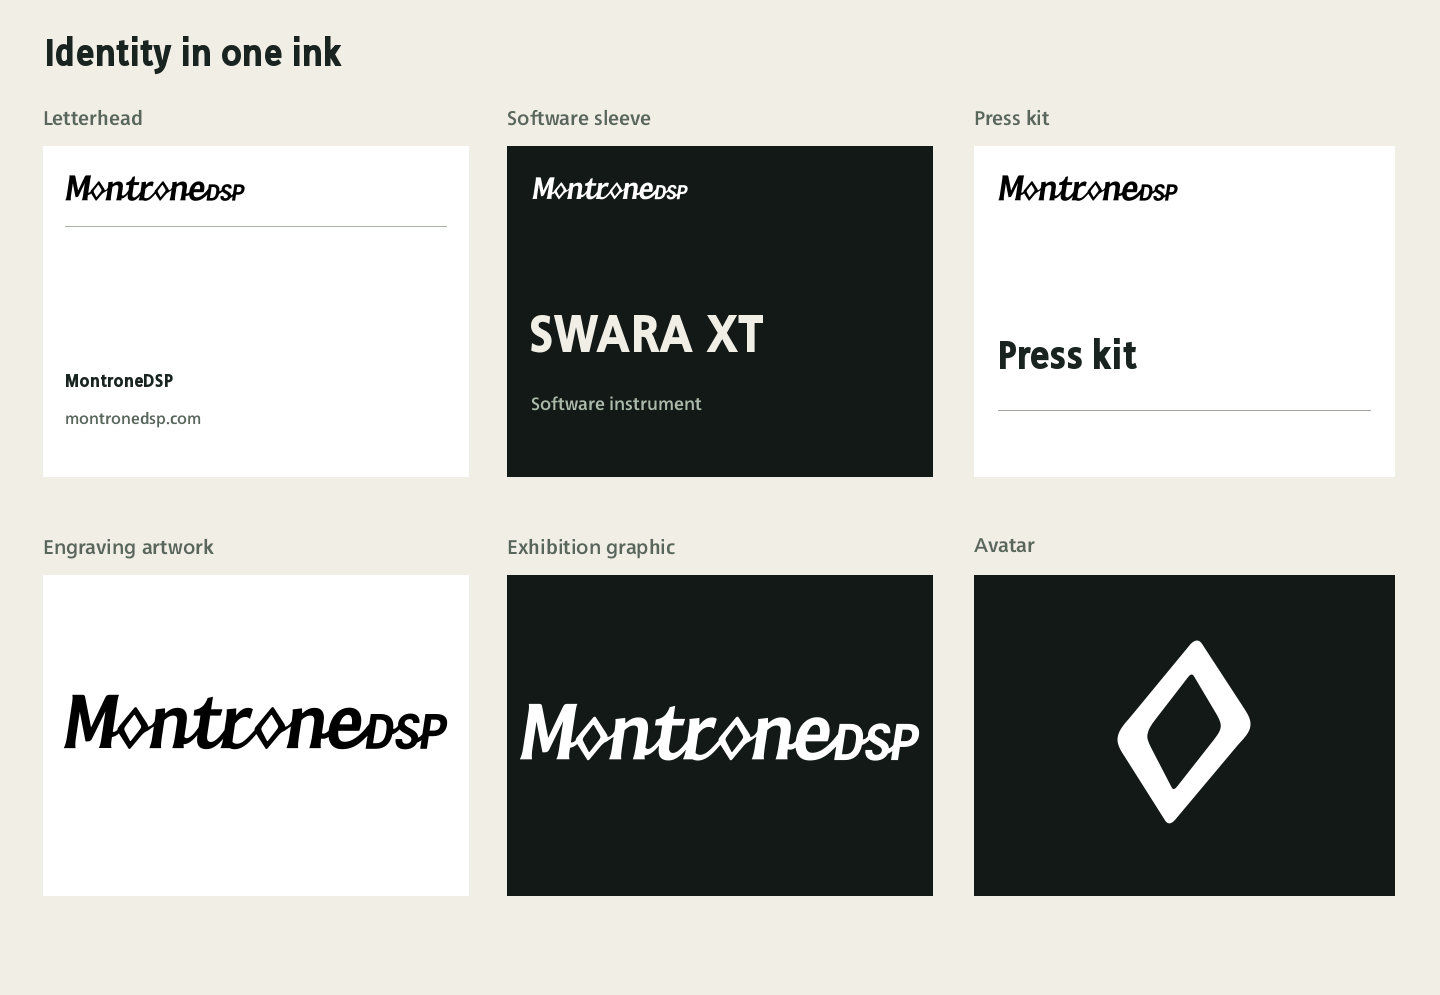 Identity in one ink
Letterhead
Software sleeve
Press kit
MontroneDSP
MontroneDSP
MontroneDSP
MontroneDSP
montronedsp.com
SWARA XT
Software instrument
Press kit
Engraving artwork
Exhibition graphic
Avatar
MontroneDSP
MontroneDSP